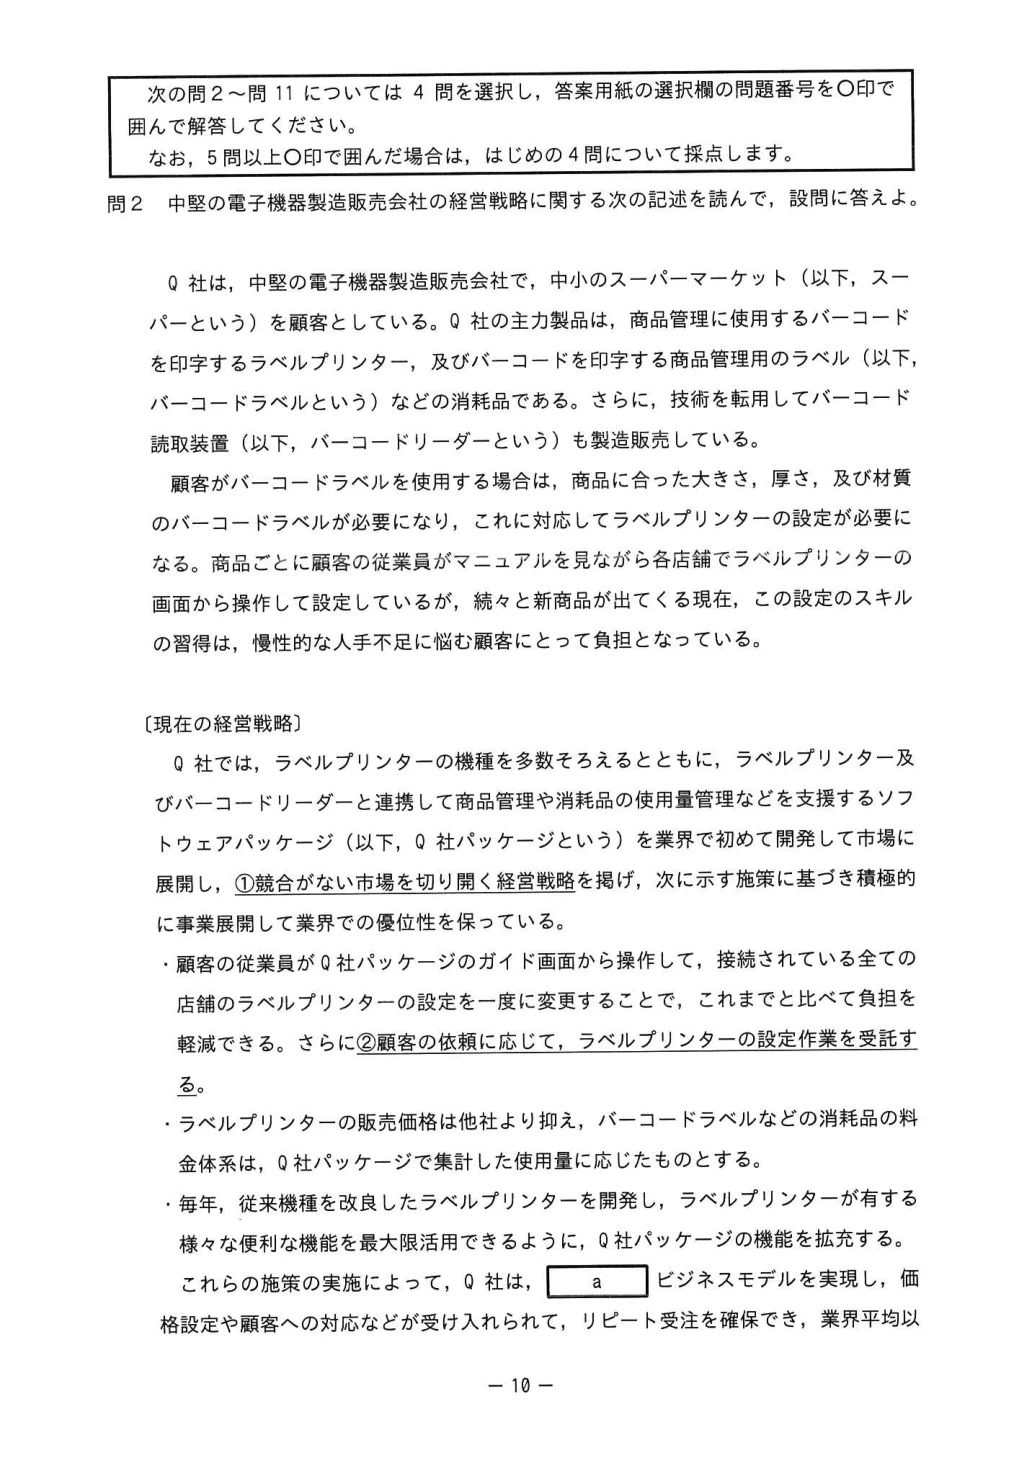 次の問２～問 11 については 4 問を選択し，答案用紙の選択欄の問題番号を〇印で
囲んで解答してください。
なお，５問以上〇印で囲んだ場合は，はじめの４問について採点します。
問２　中堅の電子機器製造販売会社の経営戦略に関する次の記述を読んで，設問に答えよ。
Q 社は，中堅の電子機器製造販売会社で，中小のスーパーマーケット（以下，スー
パーという）を顧客としている。Q 社の主力製品は，商品管理に使用するバーコード
を印字するラベルプリンター，及びバーコードを印字する商品管理用のラベル（以下，
バーコードラベルという）などの消耗品である。さらに，技術を転用してバーコード
読取装置（以下，バーコードリーダーという）も製造販売している。
顧客がバーコードラベルを使用する場合は，商品に合った大きさ，厚さ，及び材質
のバーコードラベルが必要になり，これに対応してラベルプリンターの設定が必要に
なる。商品ごとに顧客の従業員がマニュアルを見ながら各店舗でラベルプリンターの
画面から操作して設定しているが，続々と新商品が出てくる現在，この設定のスキル
の習得は，慢性的な人手不足に悩む顧客にとって負担となっている。
〔現在の経営戦略〕
Q 社では，ラベルプリンターの機種を多数そろえるとともに，ラベルプリンター及
びバーコードリーダーと連携して商品管理や消耗品の使用量管理などを支援するソフ
トウェアパッケージ（以下，Q 社パッケージという）を業界で初めて開発して市場に
展開し，①競合がない市場を切り開く経営戦略を掲げ，次に示す施策に基づき積極的
に事業展開して業界での優位性を保っている。
・顧客の従業員がQ社パッケージのガイド画面から操作して，接続されている全ての
店舗のラベルプリンターの設定を一度に変更することで，これまでと比べて負担を
軽減できる。さらに②顧客の依頼に応じて，ラベルプリンターの設定作業を受託す
る。
・ラベルプリンターの販売価格は他社より抑え，バーコードラベルなどの消耗品の料
金体系は，Q社パッケージで集計した使用量に応じたものとする。
・毎年，従来機種を改良したラベルプリンターを開発し，ラベルプリンターが有する
様々な便利な機能を最大限活用できるように，Q社パッケージの機能を拡充する。
これらの施策の実施によって，Q 社は， a ビジネスモデルを実現し，価
格設定や顧客への対応などが受け入れられて，リピート受注を確保でき，業界平均以
― 10 ―